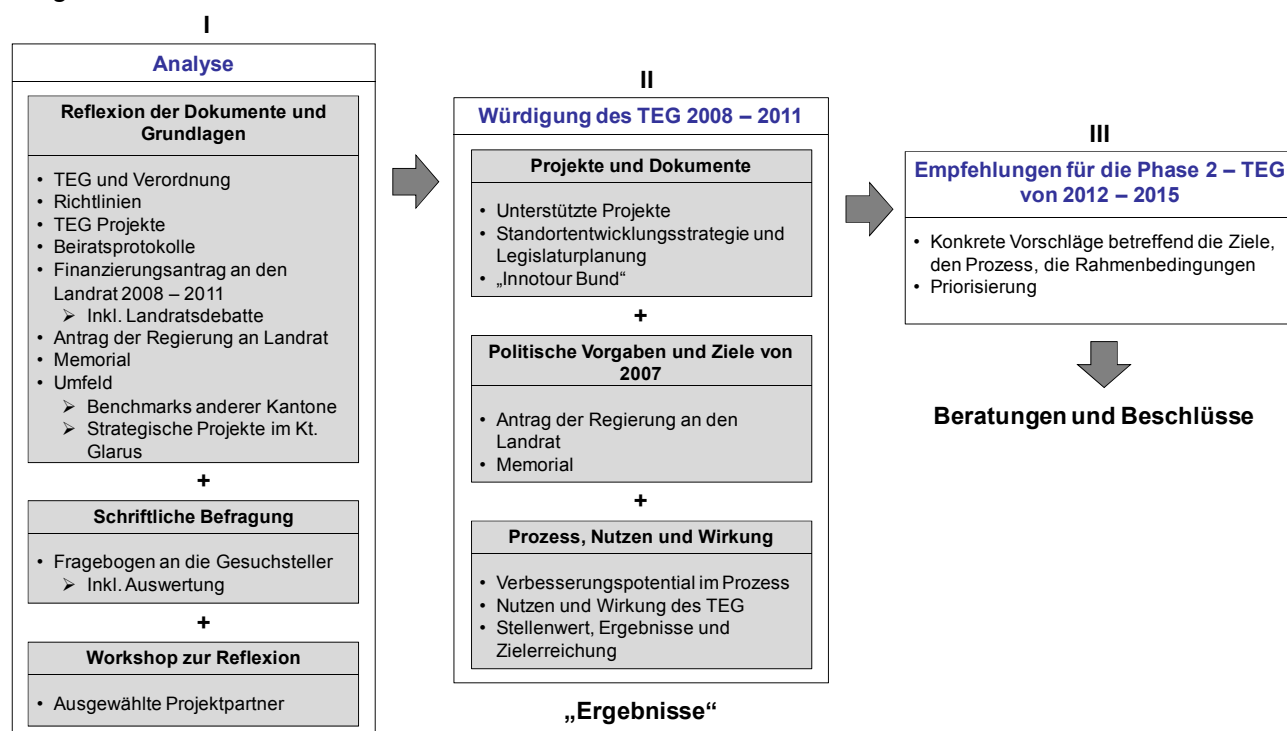 I
Analyse
Reflexion der Dokumente und
Grundlagen
• TEG und Verordnung
• Richtlinien
• TEG Projekte
• Beiratsprotokolle
• Finanzierungsantrag an den
Landrat 2008 – 2011
➢ Inkl. Landratsdebatte
• Antrag der Regierung an Landrat
• Memorial
• Umfeld
➢ Benchmarks anderer Kantone
➢ Strategische Projekte im Kt.
Glarus
+
Schriftliche Befragung
• Fragebogen an die Gesuchsteller
➢ Inkl. Auswertung
+
Workshop zur Reflexion
• Ausgewählte Projektpartner
II
Würdigung des TEG 2008 – 2011
Projekte und Dokumente
• Unterstützte Projekte
• Standortentwicklungsstrategie und
Legislaturplanung
• „Innotour Bund“
+
Politische Vorgaben und Ziele von
2007
• Antrag der Regierung an den
Landrat
• Memorial
+
Prozess, Nutzen und Wirkung
• Verbesserungspotential im Prozess
• Nutzen und Wirkung des TEG
• Stellenwert, Ergebnisse und
Zielerreichung
„Ergebnisse“
III
Empfehlungen für die Phase 2 – TEG
von 2012 – 2015
• Konkrete Vorschläge betreffend die Ziele,
den Prozess, die Rahmenbedingungen
• Priorisierung
Beratungen und Beschlüsse